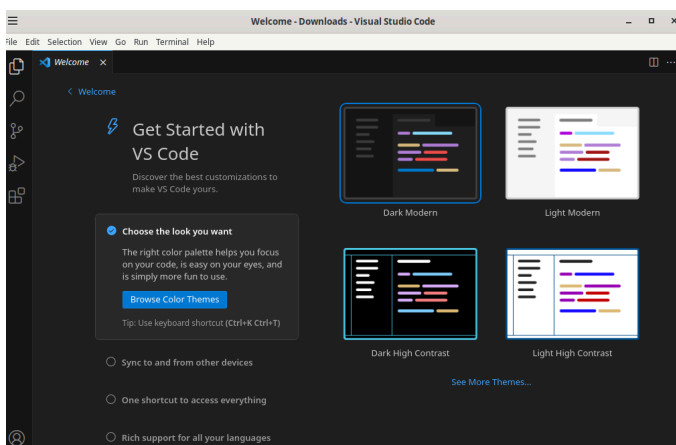 Welcome - Downloads - Visual Studio Code
File Edit Selection View Go Run Terminal Help
Welcome
Welcome
Get Started with
VS Code
Discover the best customizations to
make VS Code yours.
Choose the look you want
The right color palette helps you focus
on your code, is easy on your eyes, and
is simply more fun to use.
Browse Color Themes
Tip: Use keyboard shortcut (Ctrl+K Ctrl+T)
Sync to and from other devices
One shortcut to access everything
Rich support for all your languages
Dark Modern
Light Modern
Dark High Contrast
Light High Contrast
See More Themes...